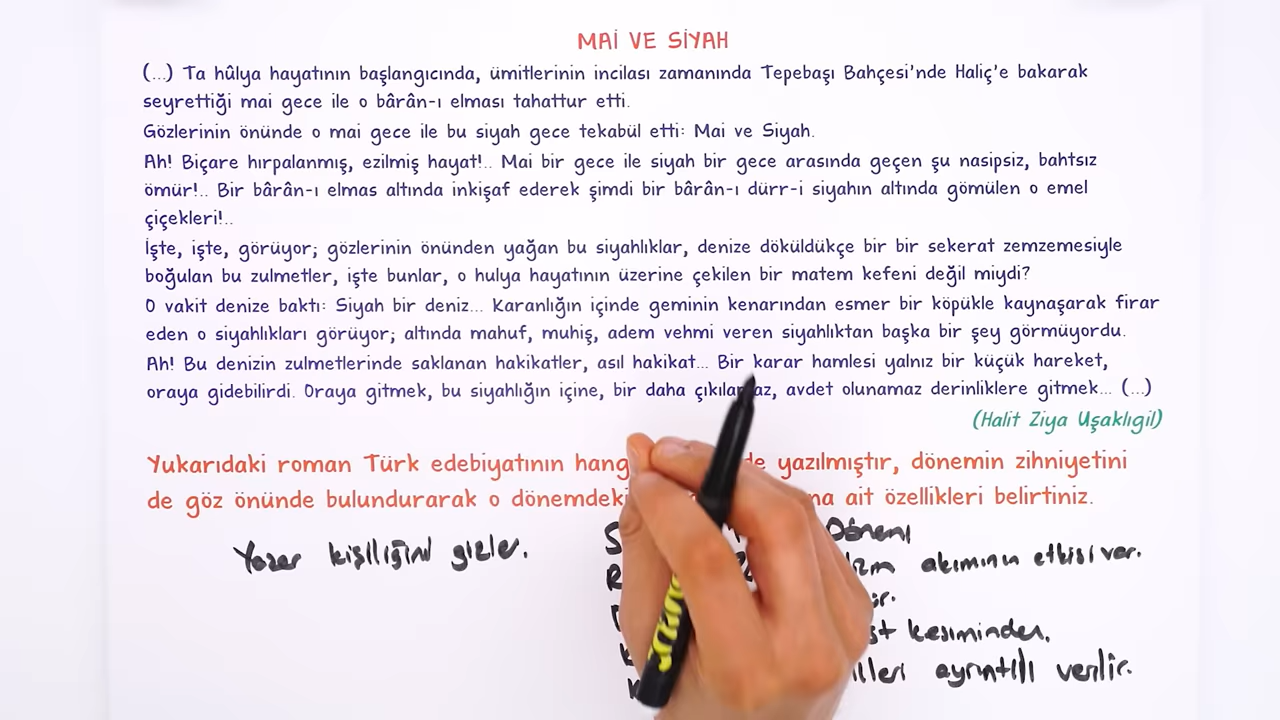 MAİ VE SİYAH
(...) Ta hûlya hayatının başlangıcında, ümitlerinin incilası zamanında Tepebaşı Bahçesi'nde Haliç'e bakarak
seyrettiği mai gece ile o bârân-ı elması tahattur etti.
Gözlerinin önünde o mai gece ile bu siyah gece tekabül etti: Mai ve Siyah.
Ah! Biçare hırpalanmış, ezilmiş hayat!.. Mai bir gece ile siyah bir gece arasında geçen şu nasipsiz, bahtsız
ömür!.. Bir bârân-ı elmas altında inkişaf ederek şimdi bir bârân-ı dürr-i siyahın altında gömülen o emel
çiçekleri!..
İşte, işte, görüyor; gözlerinin önünden yağan bu siyahlıklar, denize döküldükçe bir bir sekerat zemzemesiyle
boğulan bu zulmetler, işte bunlar, o hulya hayatının üzerine çekilen bir matem kefeni değil miydi?
O vakit denize baktı: Siyah bir deniz... Karanlığın içinde geminin kenarından esmer bir köpükle kaynaşarak firar
eden o siyahlıkları görüyor; altında mahuf, muhiş, adem vehmi veren siyahlıktan başka bir şey görmüyordu.
Ah! Bu denizin zulmetlerinde saklanan hakikatler, asıl hakikat... Bir karar hamlesi yalnız bir küçük hareket,
oraya gidebilirdi. Oraya gitmek, bu siyahlığın içine, bir daha çıkılamaz, avdet olunamaz derinliklere gitmek... (...)
(Halit Ziya Uşaklıgil)
Yukarıdaki roman Türk edebiyatının yazılmıştır, dönemin zihniyetini
de göz önünde bulundurarak o dönemdeki ait özellikleri belirtiniz.
Dönemi
Yazar kişiliğini gizler. akımının etkisi var.
kesiminden.
ayrıntılı verilir.